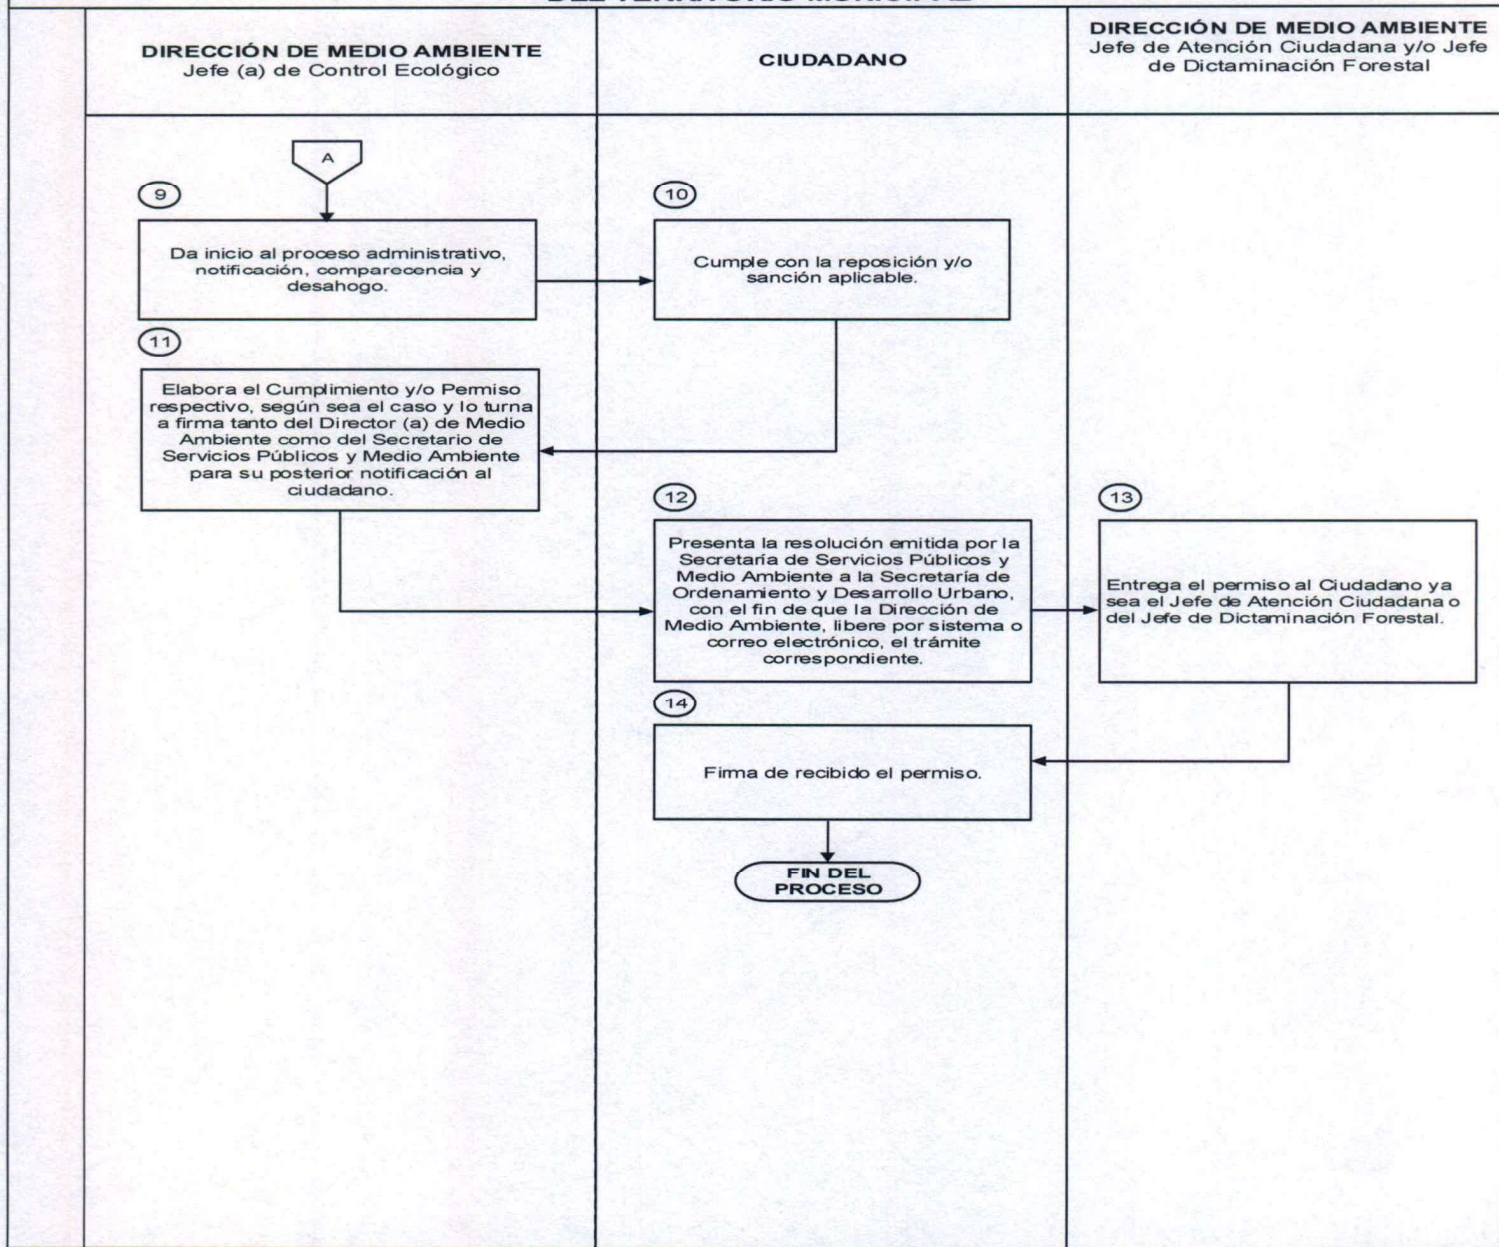 DIRECCIÓN DE MEDIO AMBIENTE
Jefe (a) de Control Ecológico
CIUDADANO
DIRECCIÓN DE MEDIO AMBIENTE
Jefe de Atención Ciudadana y/o Jefe
de Dictaminación Forestal
A
9
Da inicio al proceso administrativo,
notificación, comparecencia y
desahogo.
10
Cumple con la reposición y/o
sanción aplicable.
11
Elabora el Cumplimiento y/o Permiso
respectivo, según sea el caso y lo turna
a firma tanto del Director (a) de Medio
Ambiente como del Secretario de
Servicios Públicos y Medio Ambiente
para su posterior notificación al
ciudadano.
12
Presenta la resolución emitida por la
Secretaría de Servicios Públicos y
Medio Ambiente a la Secretaría de
Ordenamiento y Desarrollo Urbano,
con el fin de que la Dirección de
Medio Ambiente, libere por sistema o
correo electrónico, el trámite
correspondiente.
13
Entrega el permiso al Ciudadano ya
sea el Jefe de Atención Ciudadana o
del Jefe de Dictaminación Forestal.
14
Firma de recibido el permiso.
FIN DEL
PROCESO